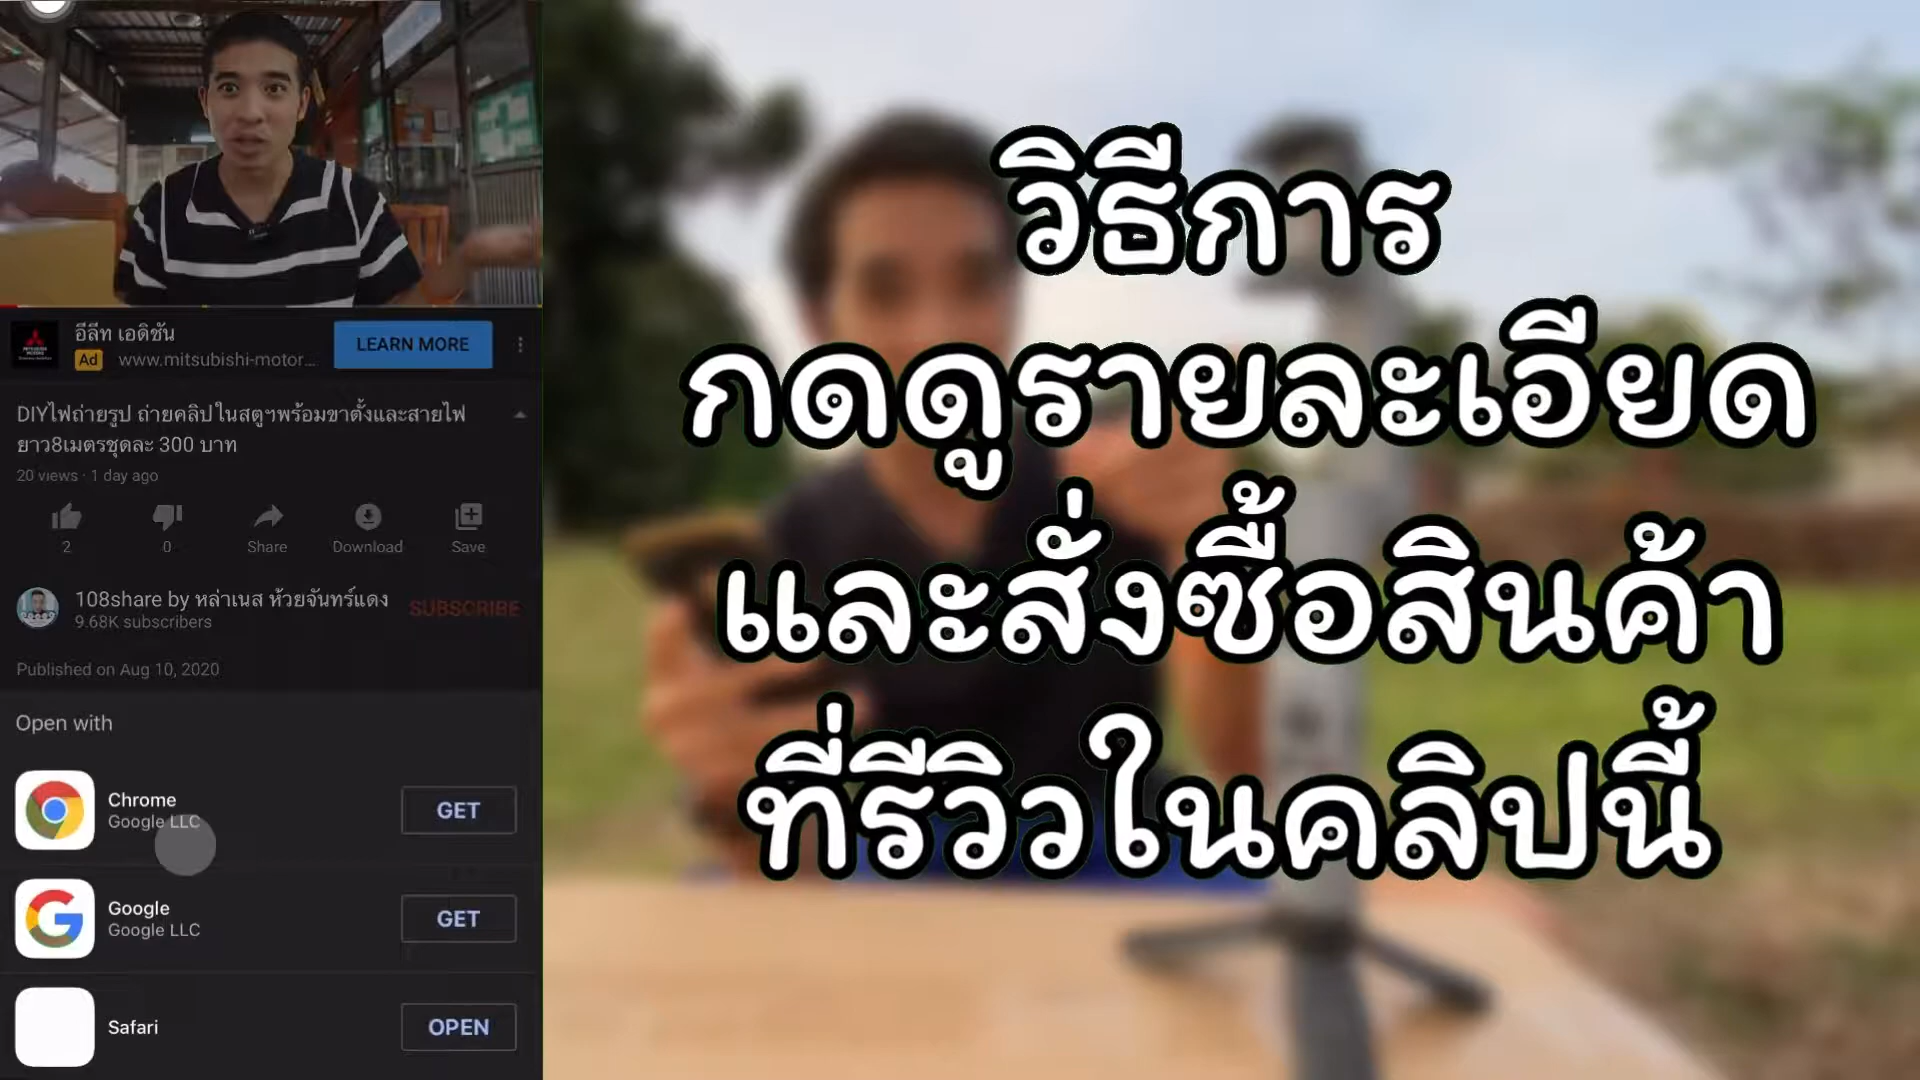 อีลีท เอดิชัน
Ad www.mitsubishi-motor...
LEARN MORE
DIYไฟถ่ายรูป ถ่ายคลิปในสตูฯพร้อมขาตั้งและสายไฟ
ยาว8เมตรชุดละ 300 บาท
20 views · 1 day ago
2
0
Share
Download
Save
108share by หล่าเนส ห้วยจันทร์แดง
SUBSCRIBE
9.68K subscribers
Published on Aug 10, 2020
Open with
Chrome
Google LLC
GET
Google
Google LLC
GET
Safari
OPEN
วิธีการ
กดดูรายละเอียด
และสั่งซื้อสินค้า
ที่รีวิวในคลิปนี้